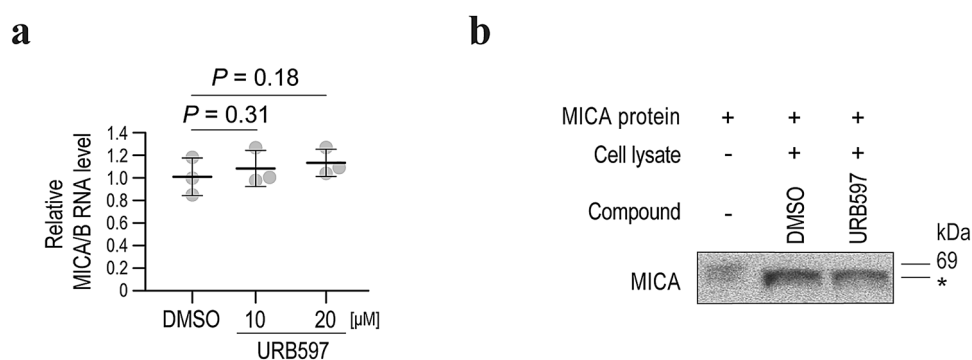 a
P = 0.18
P = 0.31
Relative
MICA/B RNA level
1.4
1.2
1.0
0.8
0.6
0.4
0.2
0
DMSO 10 20 [µM]
URB597
b
MICA protein + + +
Cell lysate - + +
Compound - DMSO URB597
kDa
MICA 69
*